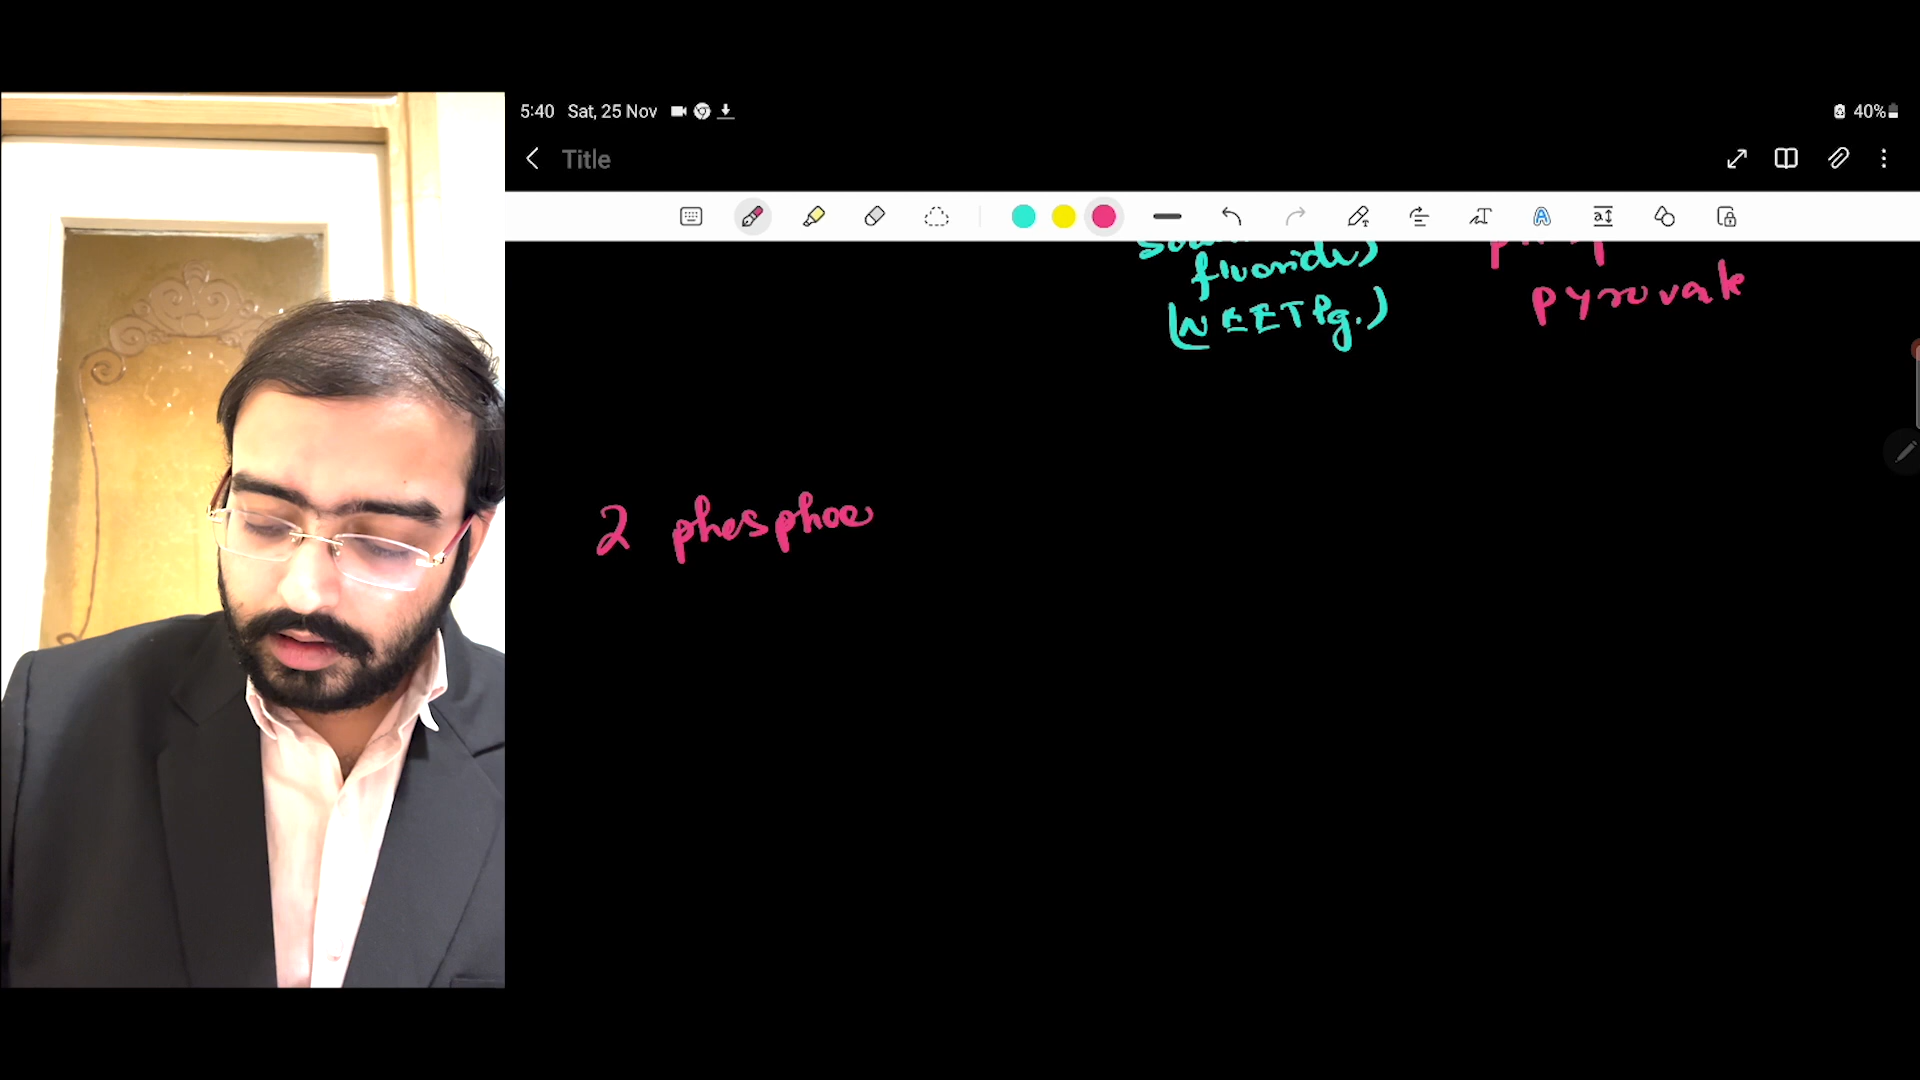 5:40 Sat, 25 Nov 40%
Title
fluoride)
(NEET Pg.)
pyruvate
2 phosphoe